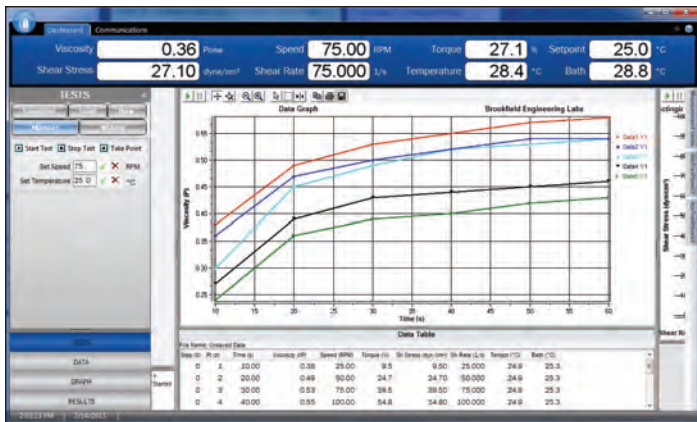 Dashboard Communications
Viscosity 0.36 Poise Speed 75.00 RPM Torque 27.1 % Setpoint 25.0 °C
Shear Stress 27.10 dyne/cm² Shear Rate 75.000 1/s Temperature 28.4 °C Bath 28.8 °C
TESTS
Start Test Stop Test Take Point
Set Speed 75. RPM
Set Temperature 25.0 °C
TESTS
DATA
GRAPH
RESULTS
2/14/2011
Started
Data Graph Brookfield Engineering Labs
Viscosity (P)
0.55
0.50
0.45
0.40
0.35
0.30
0.25
10 15 20 25 30 35 40 45 50 55 60
Time (s)
Data1 Y1
Data2 Y1
Data4 Y1
Shear Stress (dyne/cm²)
Data Table
File Name: Unsaved Data
Time (s) Viscosity (P) Speed (RPM) Torque (%) Temp (°C) Bath (°C)
0 1 10.00 0.38 25.00 9.5 9.50 25.000 24.9 25.3
0 2 20.00 0.49 50.00 24.7 24.70 50.000 24.9 25.3
0 3 30.00 0.53 75.00 39.5 39.50 75.000 24.9 25.3
0 4 40.00 0.55 100.00 54.8 54.80 100.000 24.9 25.3